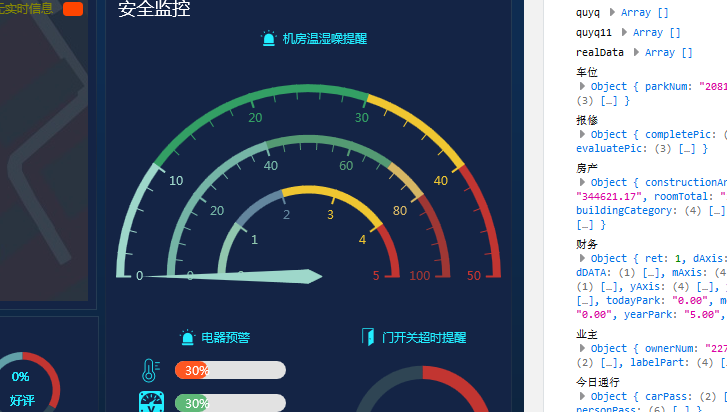 实时信息
安全监控
机房温湿噪提醒
20
30
10
40
40
60
20
80
2
3
1
4
0
5
100
50
电器预警
门开关超时提醒
30%
30%
0%
好评
quyq ▶ Array []
quyq11 ▶ Array []
realData ▶ Array []
车位
▶ Object { parkNum: "2081
(3) […] }
报修
▶ Object { completePic: (
evaluatePic: (3) […] }
房产
▶ Object { constructionAr
"344621.17", roomTotal: "
buildingCategory: (4) […]
[…] }
财务
▶ Object { ret: 1, dAxis:
dDATA: (1) […], mAxis: (4
(1) […], yAxis: (4) […],
[…], todayPark: "0.00", m
"0.00", yearPark: "5.00",
业主
▶ Object { ownerNum: "227
(2) […], labelPart: (4) [
今日通行
▶ Object { carPass: (2) [
personPass: (6) […] }